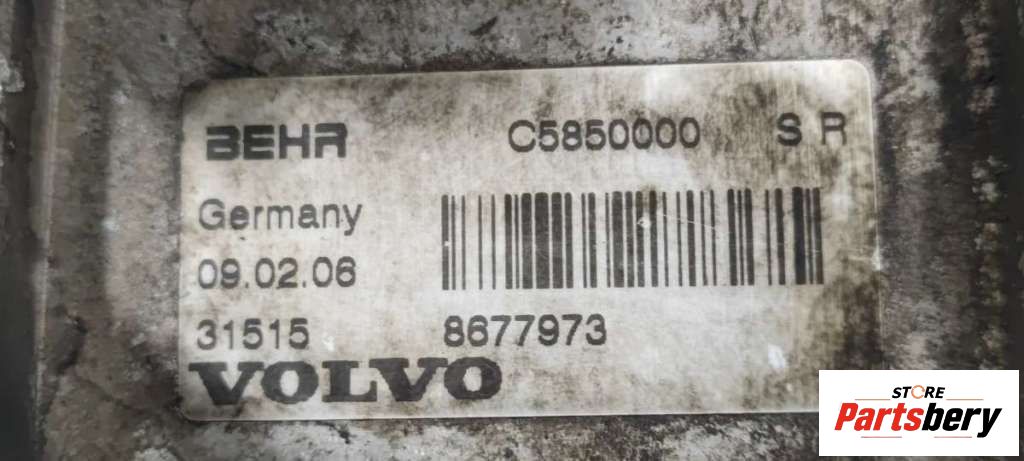 BEHR C5850000 S R
Germany
09.02.06
31515 8677973
VOLVO
STORE
Partsbery